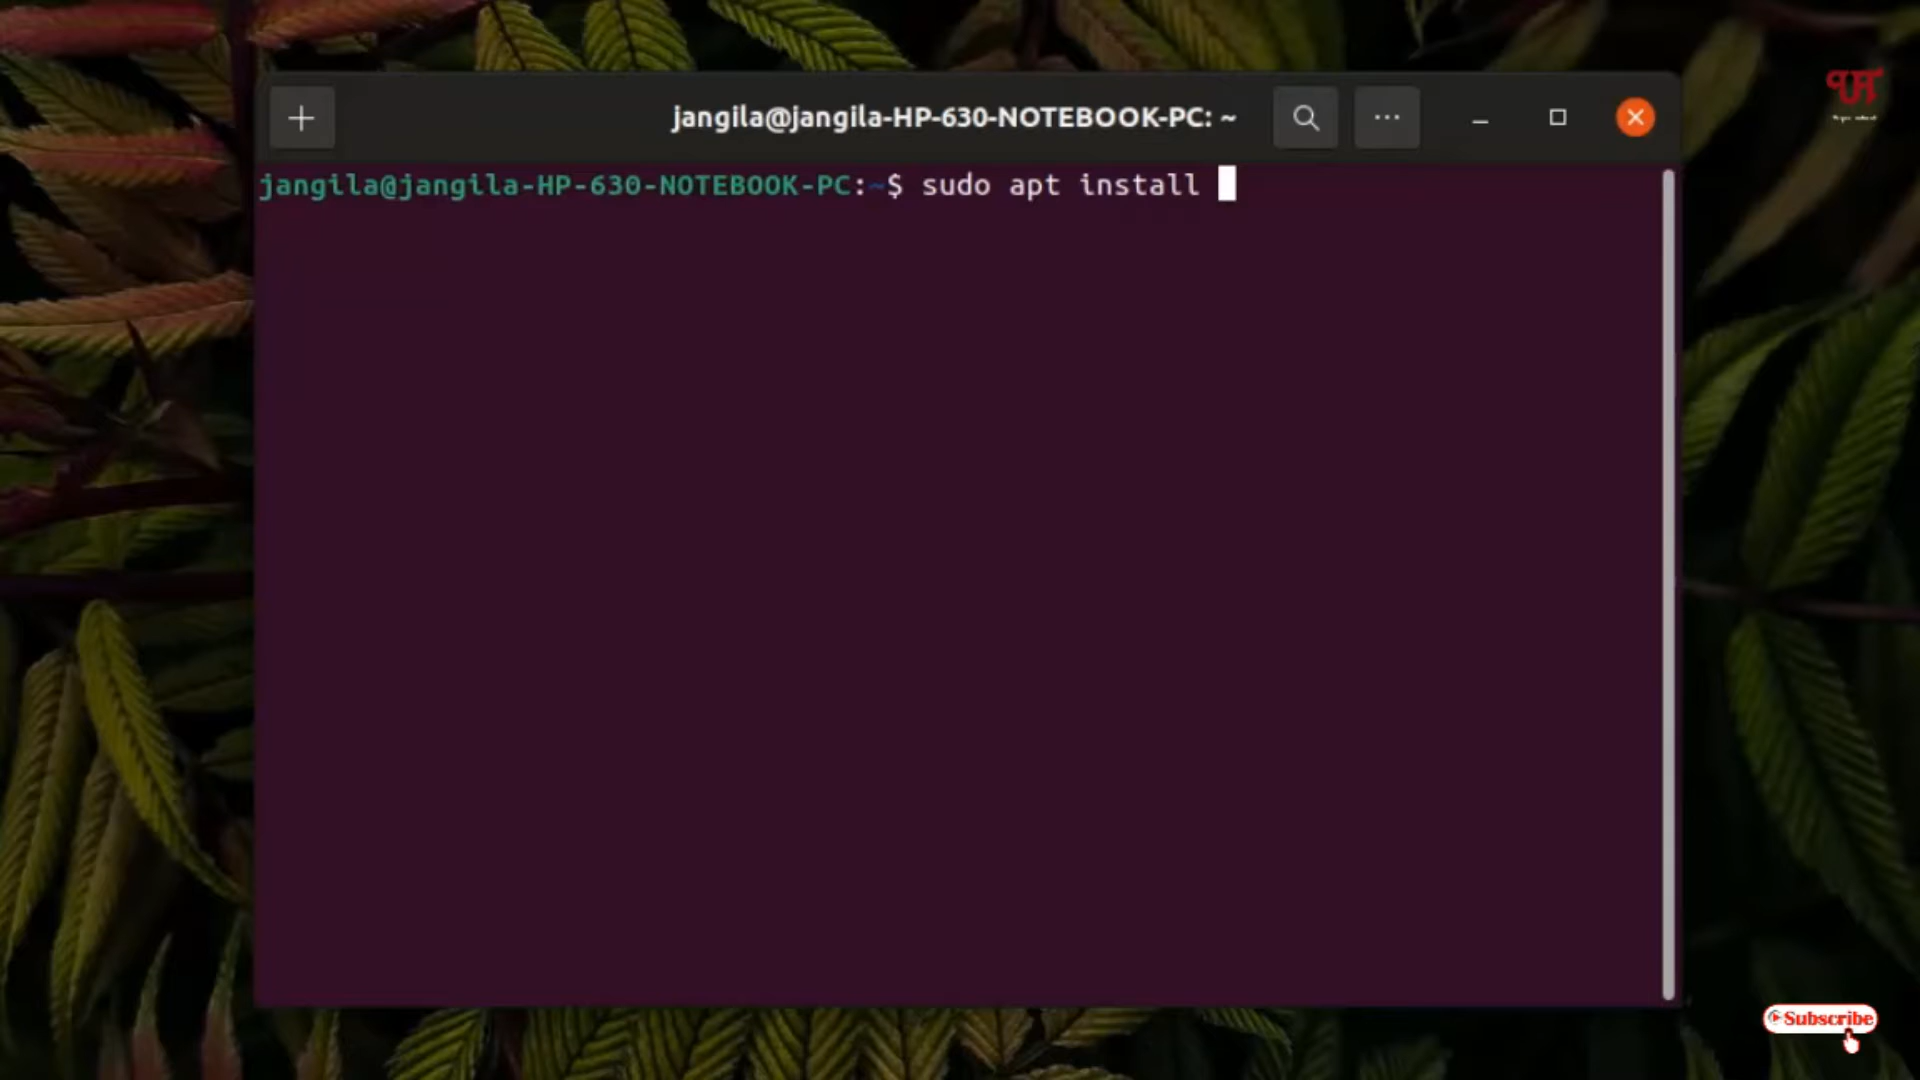 jangila@jangila-HP-630-NOTEBOOK-PC: ~
jangila@jangila-HP-630-NOTEBOOK-PC:~$ sudo apt install
Subscribe